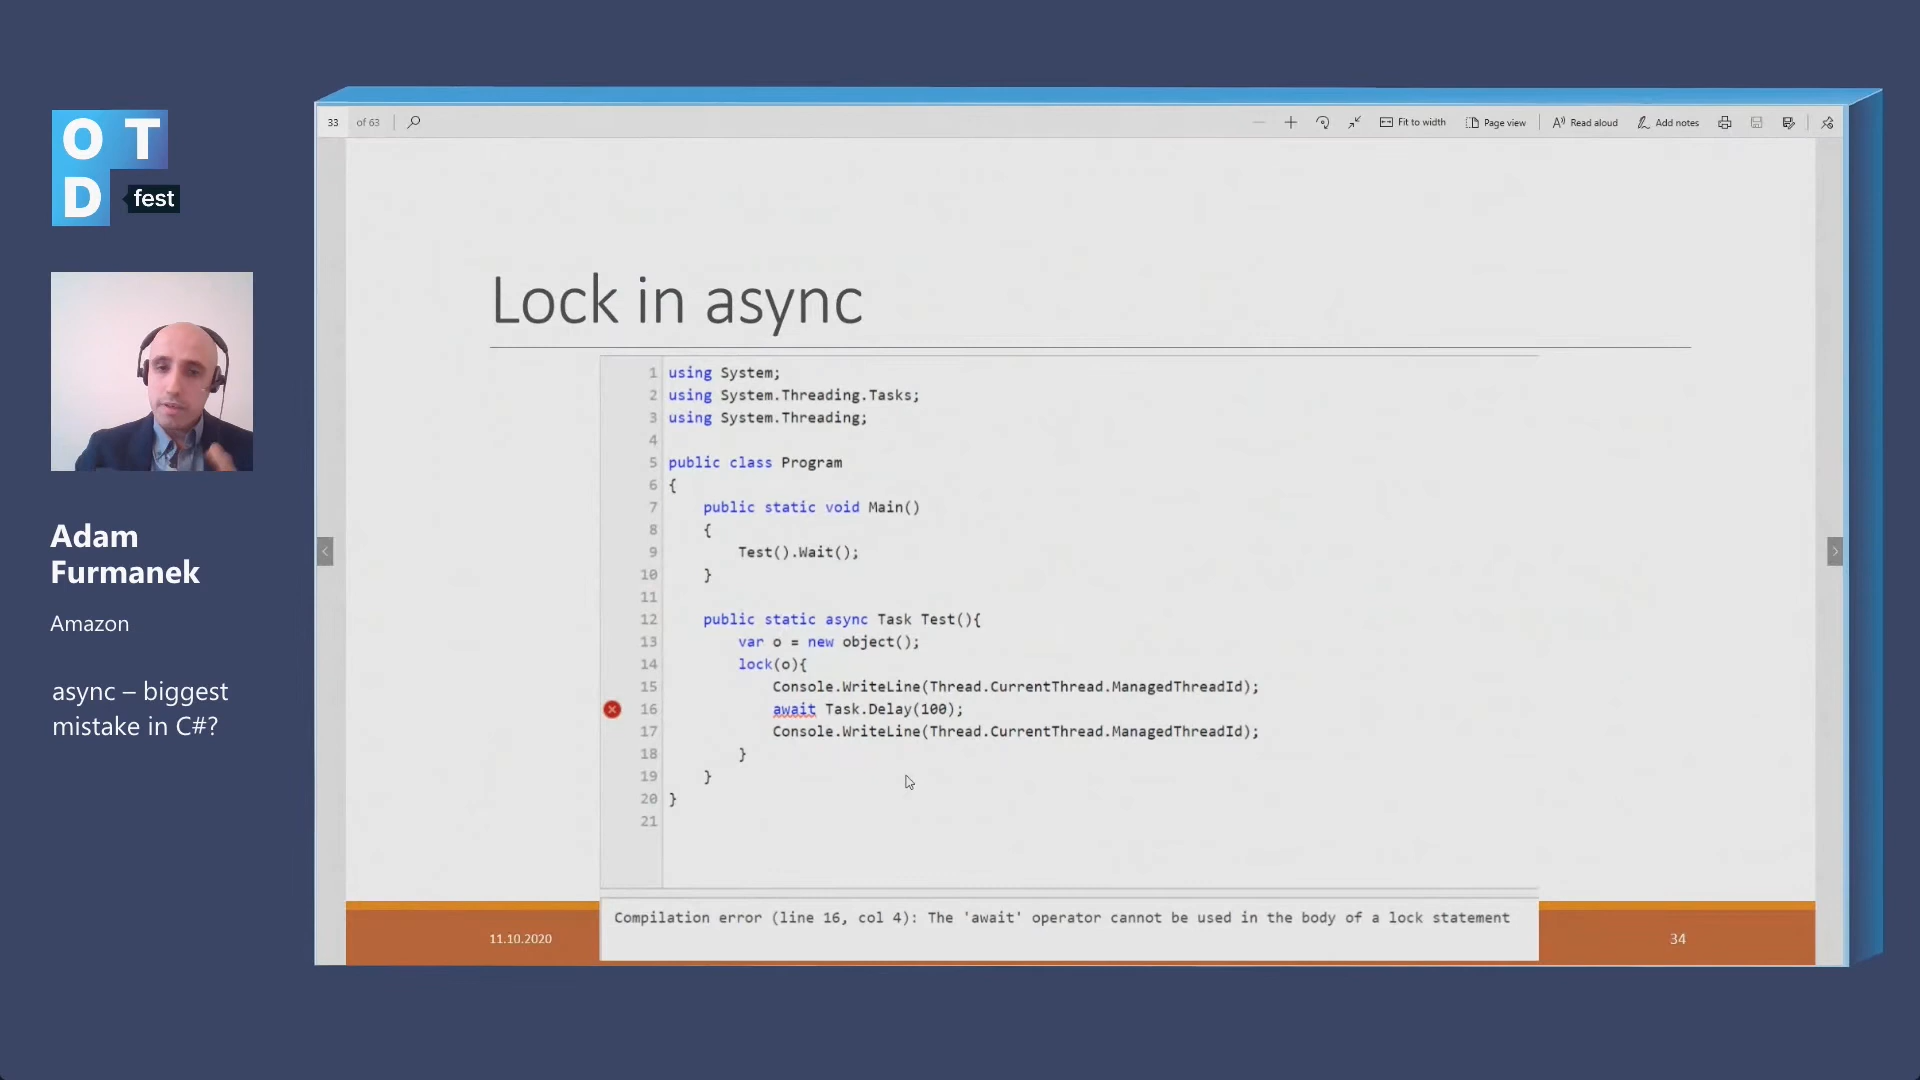 O T
D fest
Adam
Furmanek
Amazon
async – biggest
mistake in C#?
33 of 63
Fit to width
Page view
Read aloud
Add notes
Lock in async
1 using System;
2 using System.Threading.Tasks;
3 using System.Threading;
4
5 public class Program
6 {
7 public static void Main()
8 {
9 Test().Wait();
10 }
11
12 public static async Task Test(){
13 var o = new object();
14 lock(o){
15 Console.WriteLine(Thread.CurrentThread.ManagedThreadId);
16 await Task.Delay(100);
17 Console.WriteLine(Thread.CurrentThread.ManagedThreadId);
18 }
19 }
20 }
21
Compilation error (line 16, col 4): The 'await' operator cannot be used in the body of a lock statement
11.10.2020
34